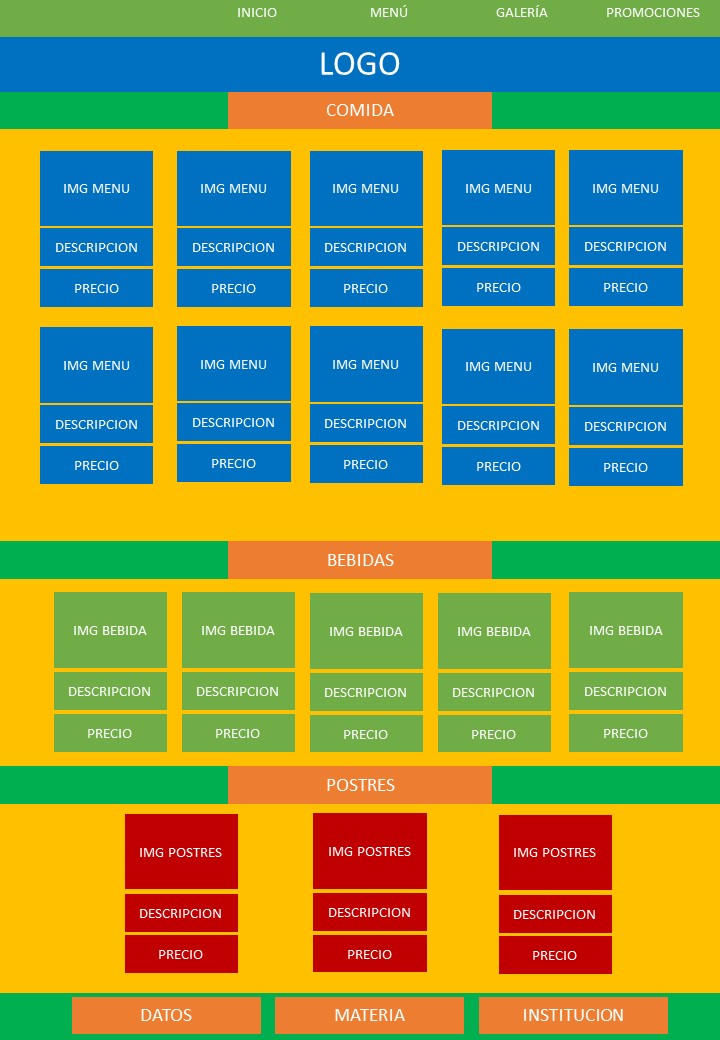 INICIO MENÚ GALERÍA PROMOCIONES
LOGO
COMIDA
IMG MENU IMG MENU IMG MENU IMG MENU IMG MENU
DESCRIPCION DESCRIPCION DESCRIPCION DESCRIPCION DESCRIPCION
PRECIO PRECIO PRECIO PRECIO PRECIO
IMG MENU IMG MENU IMG MENU IMG MENU IMG MENU
DESCRIPCION DESCRIPCION DESCRIPCION DESCRIPCION DESCRIPCION
PRECIO PRECIO PRECIO PRECIO PRECIO
BEBIDAS
IMG BEBIDA IMG BEBIDA IMG BEBIDA IMG BEBIDA IMG BEBIDA
DESCRIPCION DESCRIPCION DESCRIPCION DESCRIPCION DESCRIPCION
PRECIO PRECIO PRECIO PRECIO PRECIO
POSTRES
IMG POSTRES IMG POSTRES IMG POSTRES
DESCRIPCION DESCRIPCION DESCRIPCION
PRECIO PRECIO PRECIO
DATOS MATERIA INSTITUCION